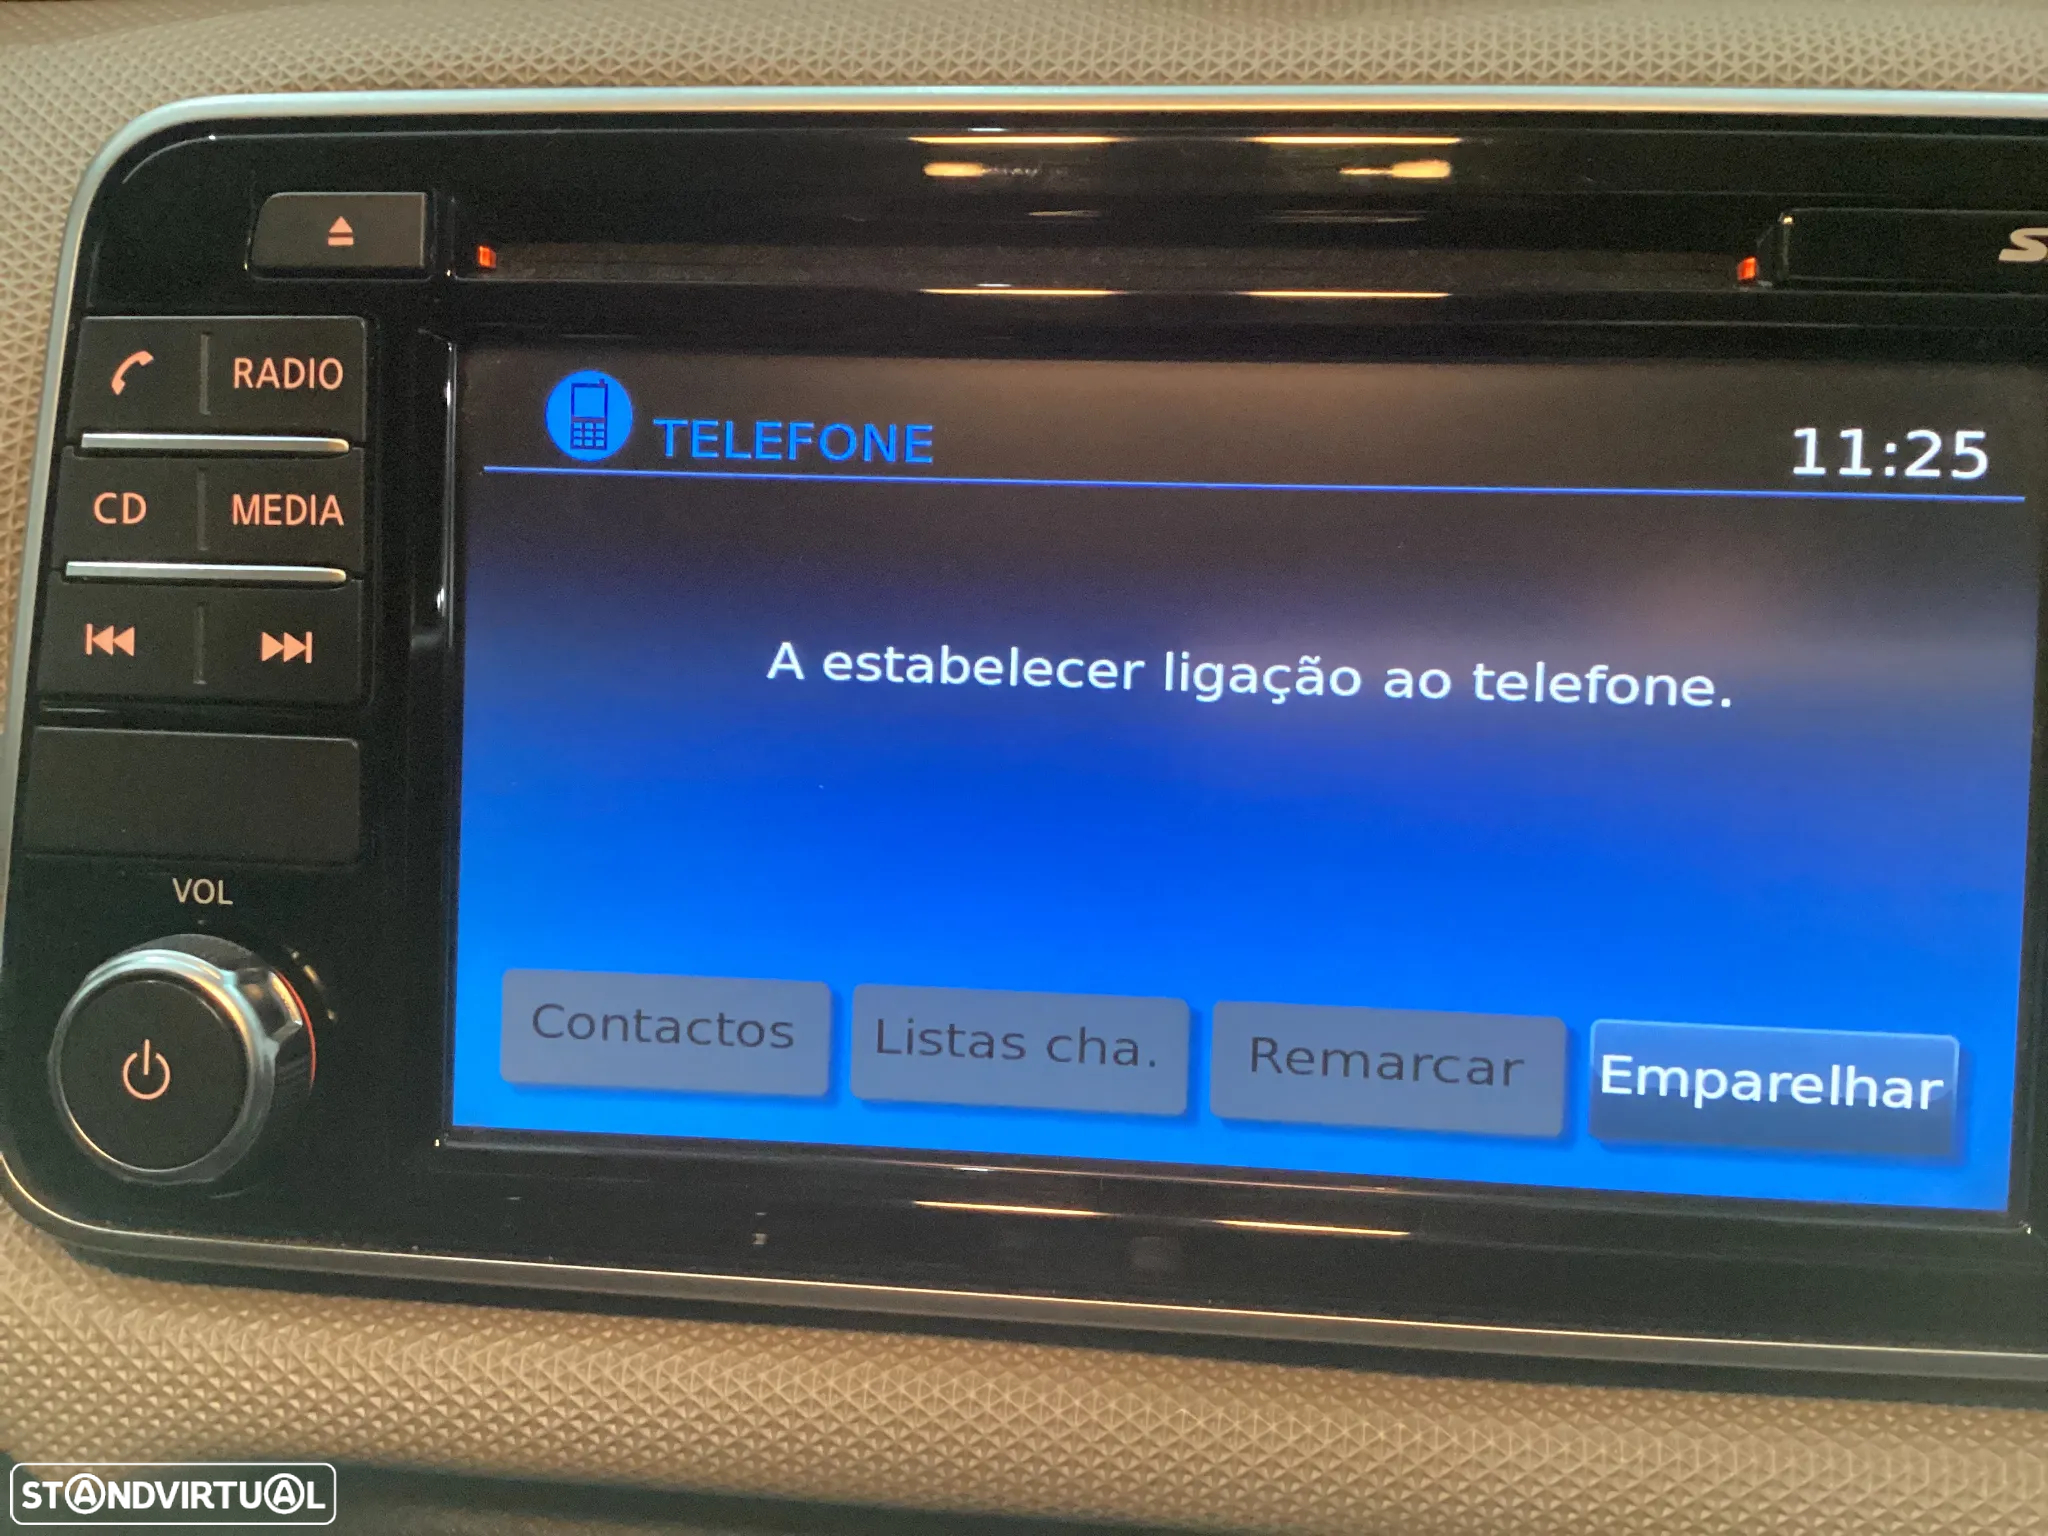 S
RADIO
TELEFONE
11:25
CD
MEDIA
A estabelecer ligação ao telefone.
VOL
Contactos
Listas cha.
Remarcar
Emparelhar
STANDVIRTUAL